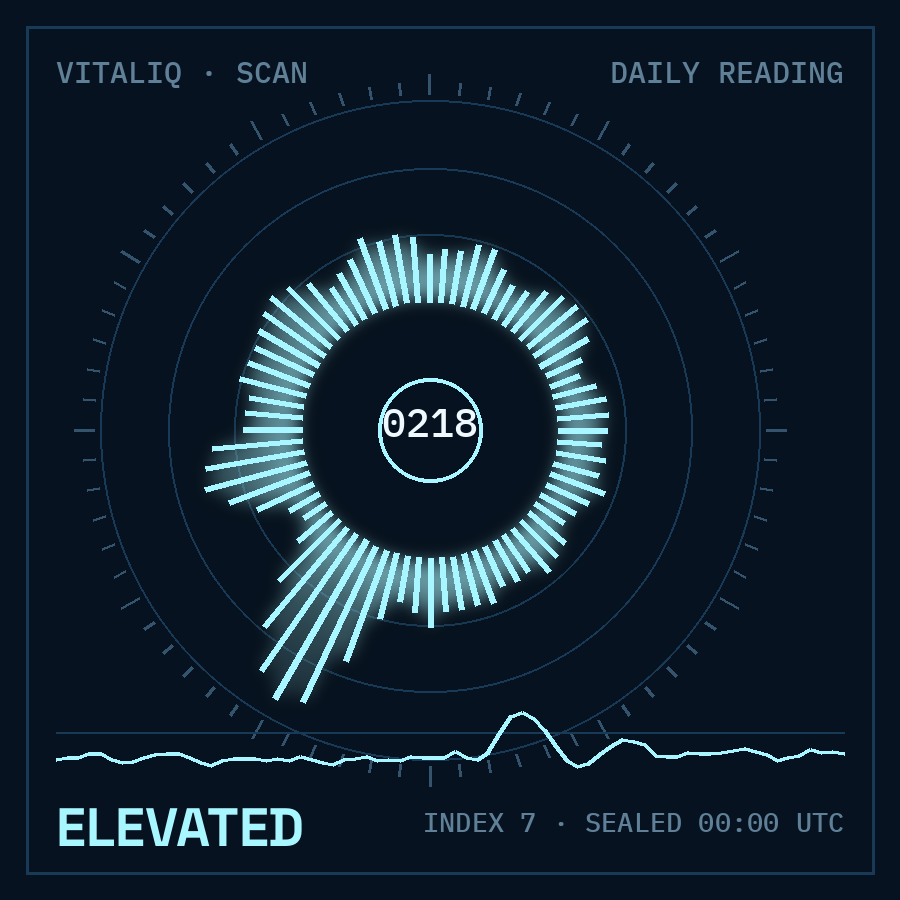 VITALIQ · SCAN
DAILY READING
0218
ELEVATED
INDEX 7 · SEALED 00:00 UTC